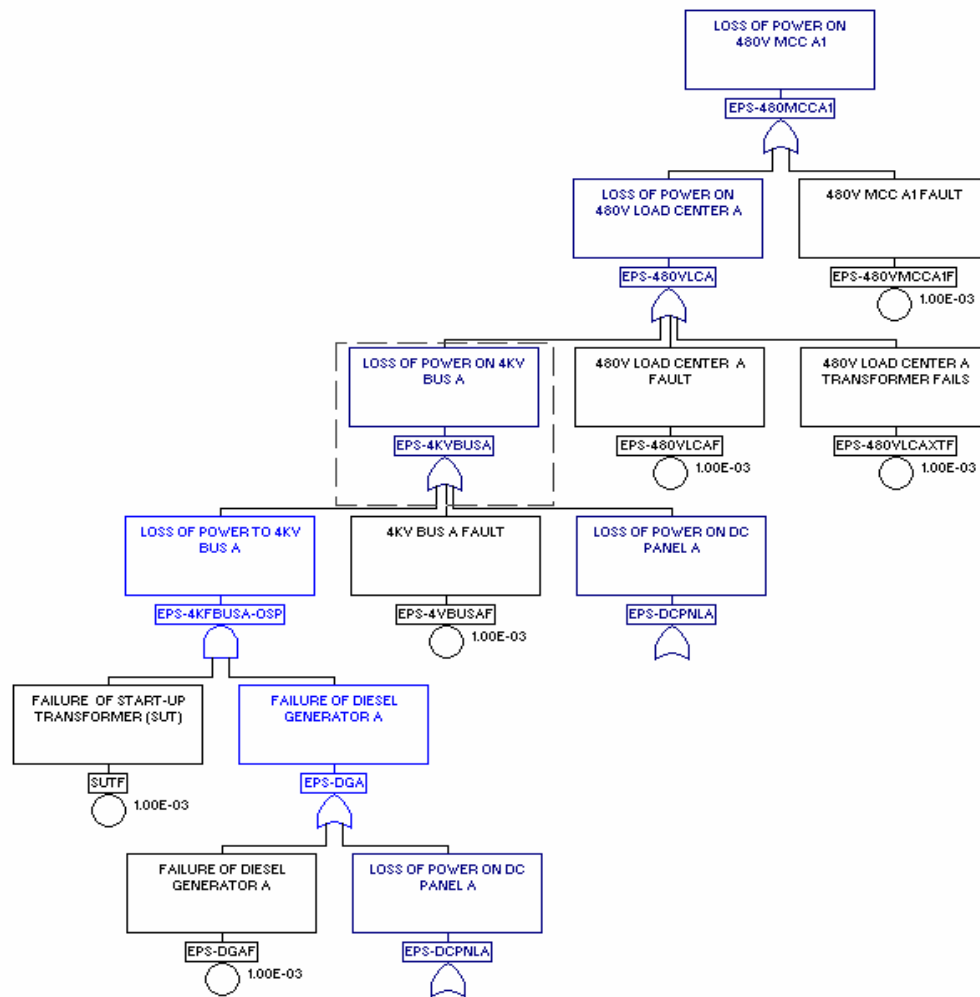 LOSS OF POWER ON
480V MCC A1
EPS-480MCCA1
LOSS OF POWER ON
480V LOAD CENTER A
480V MCC A1 FAULT
EPS-480VLCA
EPS-480VMCCA1F
1.00E-03
LOSS OF POWER ON 4KV
BUS A
480V LOAD CENTER A
FAULT
480V LOAD CENTER A
TRANSFORMER FAILS
EPS-4KVBUSA
EPS-480VLCAF
EPS-480VLCAXTF
1.00E-03
1.00E-03
LOSS OF POWER TO 4KV
BUS A
4KV BUS A FAULT
LOSS OF POWER ON DC
PANEL A
EPS-4KFBUSA-OSP
EPS-4VBUSAF
EPS-DCPNLA
1.00E-03
FAILURE OF START-UP
TRANSFORMER (SUT)
FAILURE OF DIESEL
GENERATOR A
SUTF
EPS-DGA
1.00E-03
FAILURE OF DIESEL
GENERATOR A
LOSS OF POWER ON DC
PANEL A
EPS-DGAF
EPS-DCPNLA
1.00E-03